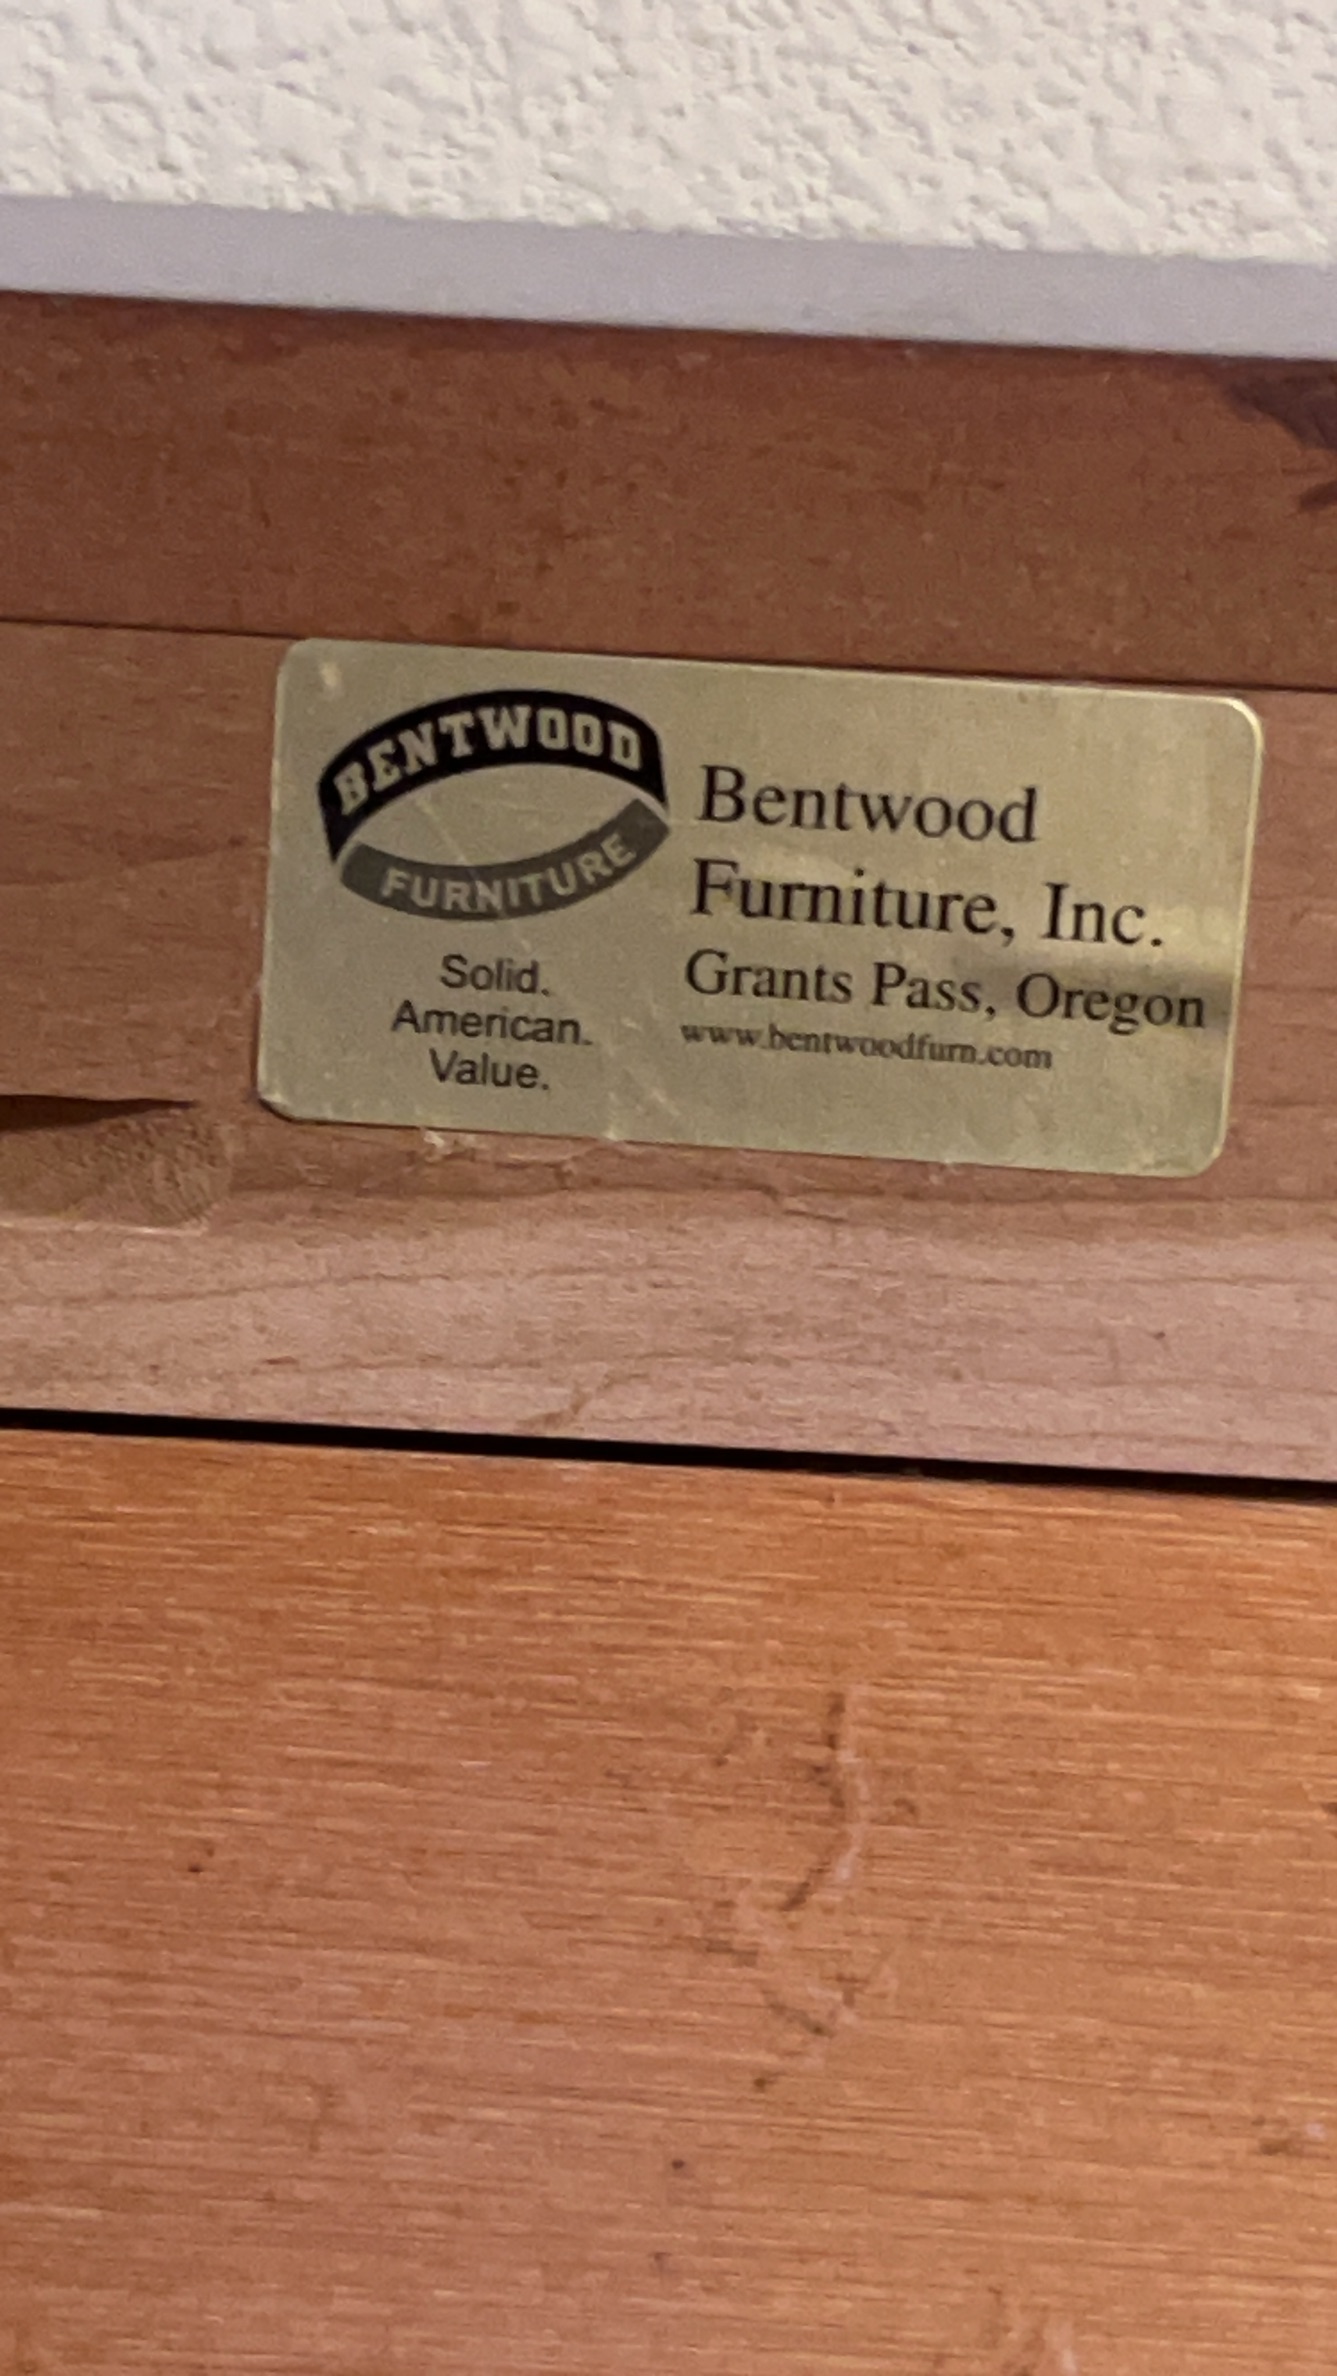 BENTWOOD
FURNITURE
Solid.
American.
Value.
Bentwood
Furniture, Inc.
Grants Pass, Oregon
www.bentwoodfurn.com